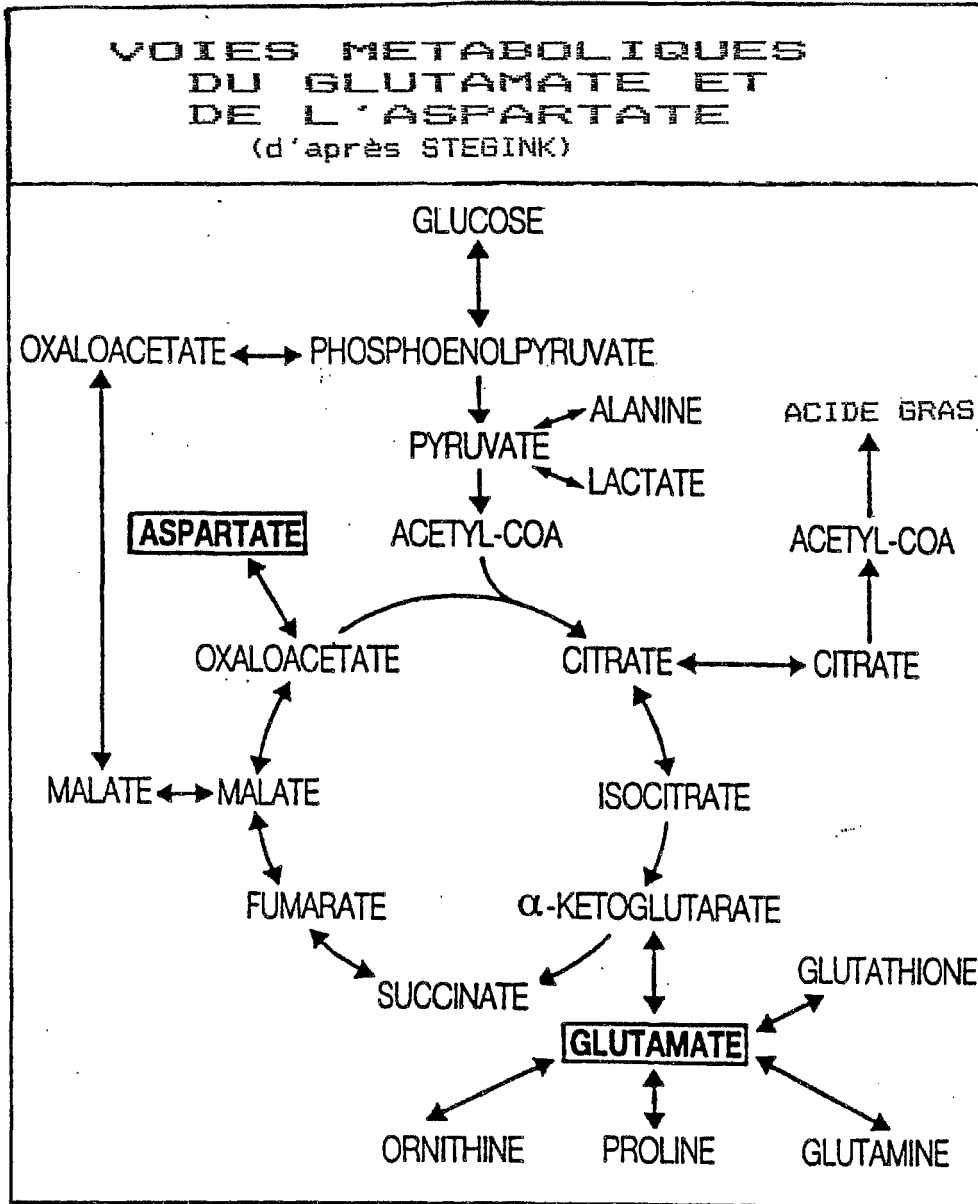 VOIES METABOLIQUES
DU GLUTAMATE ET
DE L'ASPARTATE
(d'après STEGINK)
GLUCOSE
OXALOACETATE PHOSPHOENOLPYRUVATE
ALANINE
ACIDE GRAS
PYRUVATE
LACTATE
ASPARTATE ACETYL-COA ACETYL-COA
OXALOACETATE CITRATE CITRATE
MALATE MALATE ISOCITRATE
FUMARATE α-KETOGLUTARATE
GLUTATHIONE
SUCCINATE
GLUTAMATE
ORNITHINE PROLINE GLUTAMINE